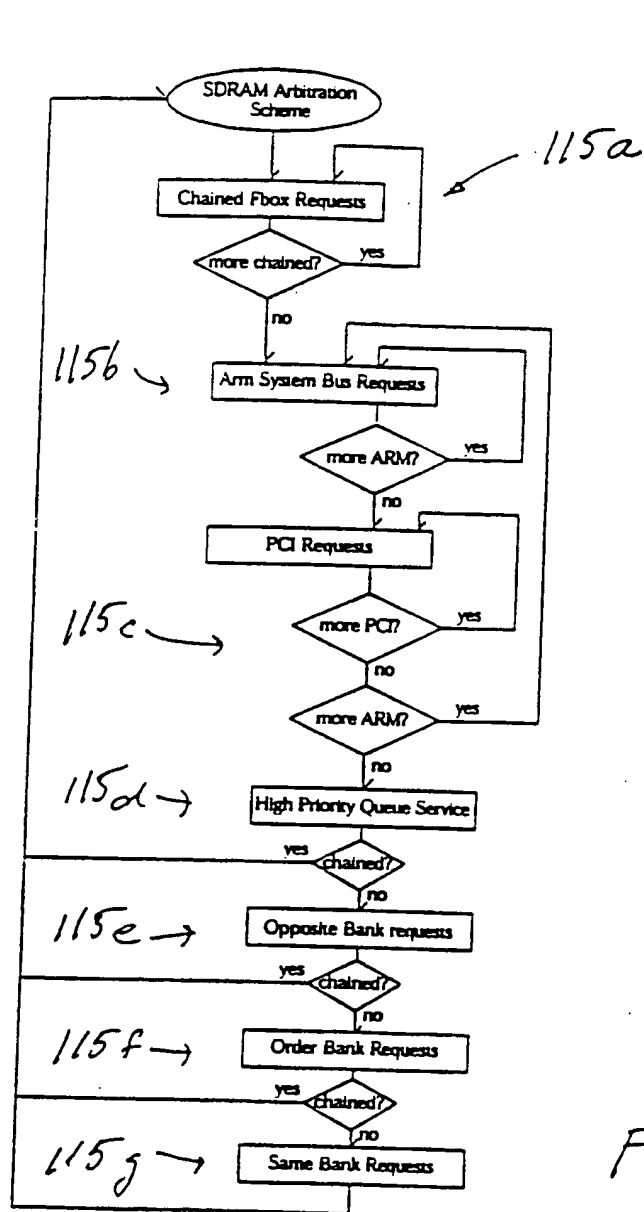 SDRAM Arbitration
Scheme
115a
Chained Fbox Requests
more chained?
yes
no
115b
Arm System Bus Requests
more ARM?
yes
no
PCI Requests
115c
more PCI?
yes
no
more ARM?
yes
no
115d
High Priority Queue Service
yes
chained?
no
115e
Opposite Bank requests
yes
chained?
no
115f
Order Bank Requests
yes
chained?
no
115g
Same Bank Requests
F